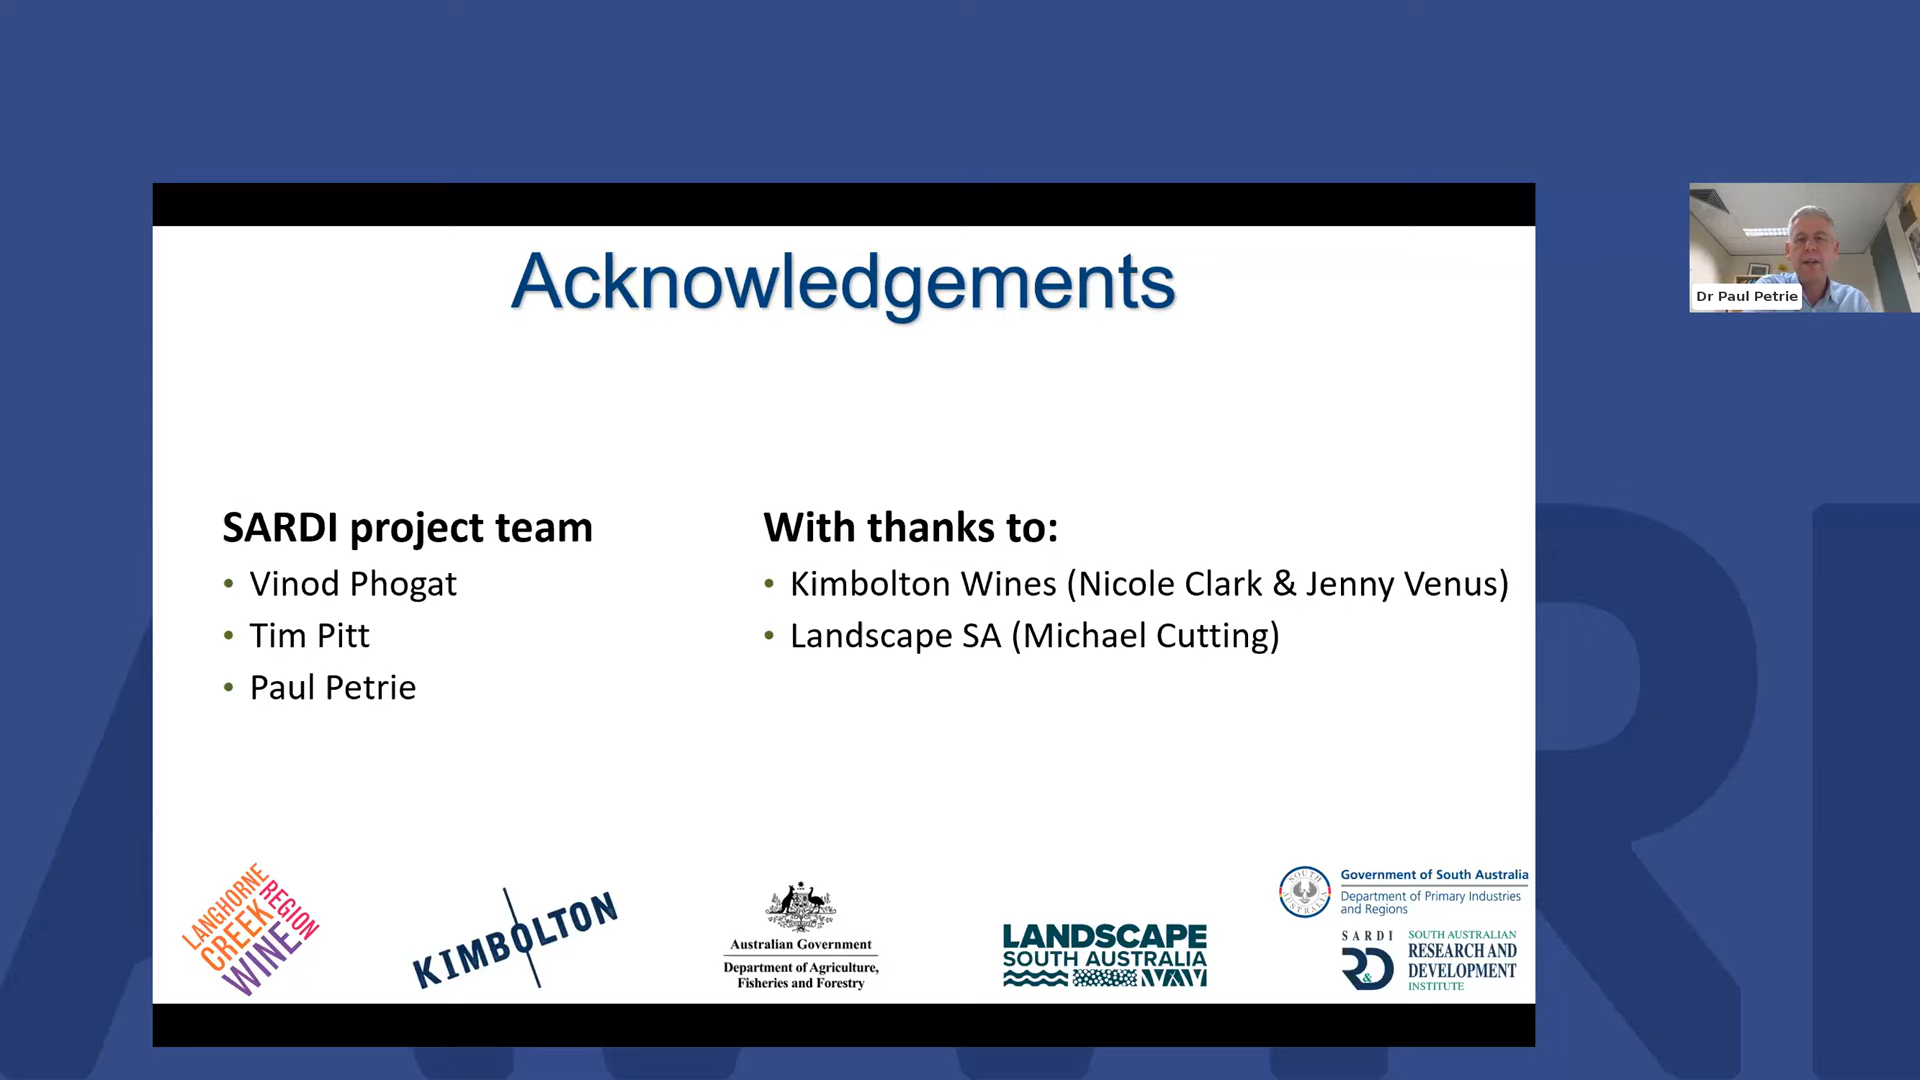 Acknowledgements
Dr Paul Petrie
SARDI project team
• Vinod Phogat
• Tim Pitt
• Paul Petrie
With thanks to:
• Kimbolton Wines (Nicole Clark & Jenny Venus)
• Landscape SA (Michael Cutting)
LANGHORNE
CREEK
WINE
REGION
KIMBOLTON
Australian Government
Department of Agriculture,
Fisheries and Forestry
LANDSCAPE
SOUTH AUSTRALIA
SOUTH AUSTRALIA
Government of South Australia
Department of Primary Industries
and Regions
SARDI
R&D
SOUTH AUSTRALIAN
RESEARCH AND
DEVELOPMENT
INSTITUTE